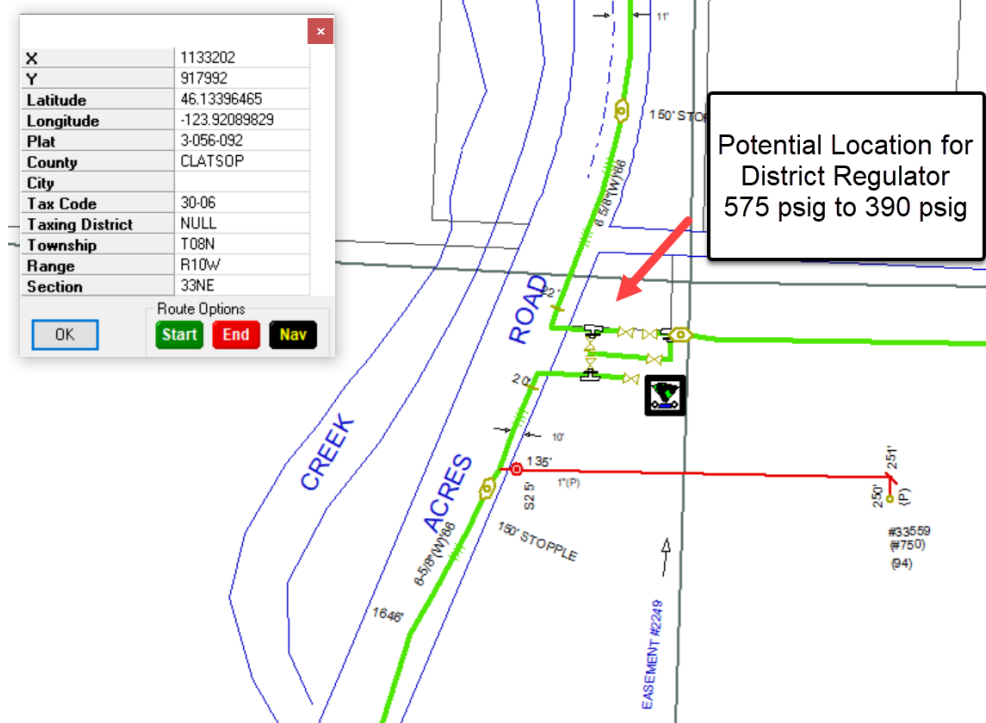 ×
X 1133202
Y 917992
Latitude 46.13396465
Longitude -123.92089829
Plat 3-056-092
County CLATSOP
City
Tax Code 30-06
Taxing District NULL
Township T08N
Range R10W
Section 33NE
Route Options
OK
Start End Nav
11'
150' STOP
Potential Location for
District Regulator
575 psig to 390 psig
6 5/8"(W)'66
22'
ROAD
20'
10'
CREEK
ACRES
135'
1"(P)
S2 5'
251'
250'
(P)
#33559
(#750)
(94)
150' STOPPLE
6-5/8"(W)'66
1646'
EASEMENT #2249